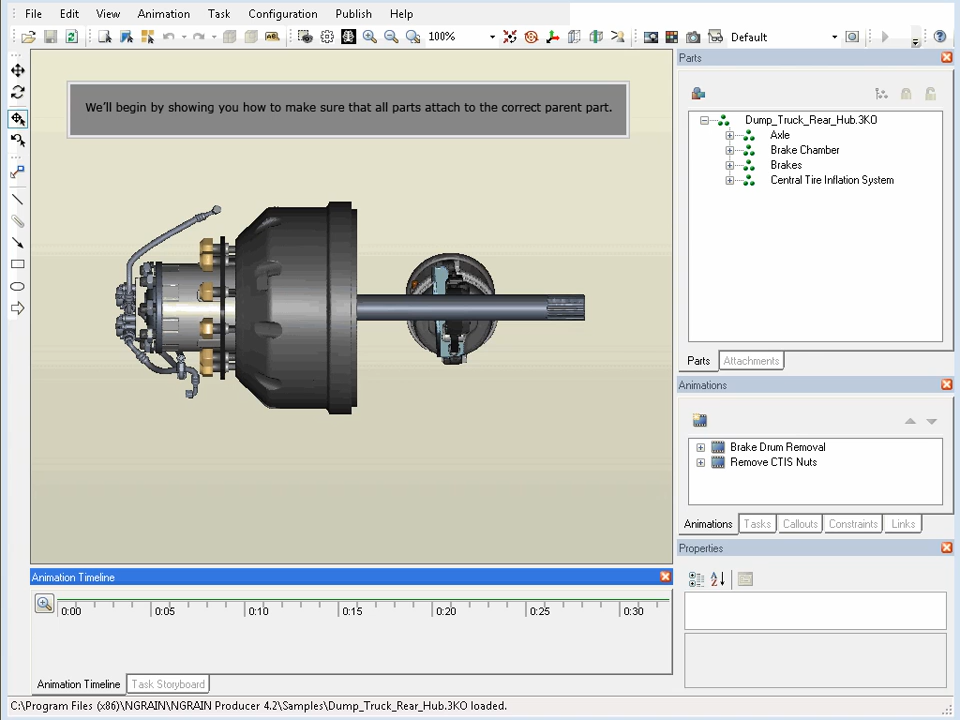 File Edit View Animation Task Configuration Publish Help
100% Default
Parts
We'll begin by showing you how to make sure that all parts attach to the correct parent part.
Dump_Truck_Rear_Hub.3KO
Axle
Brake Chamber
Brakes
Central Tire Inflation System
Parts Attachments
Animations
Brake Drum Removal
Remove CTIS Nuts
Animations Tasks Callouts Constraints Links
Properties
Animation Timeline
0:00 0:05 0:10 0:15 0:20 0:25 0:30
Animation Timeline Task Storyboard
C:\Program Files (x86)\NGRAIN\NGRAIN Producer 4.2\Samples\Dump_Truck_Rear_Hub.3KO loaded.